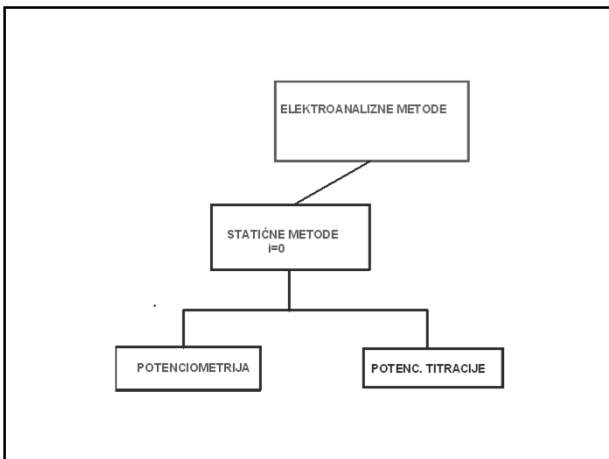 ELEKTROANALIZNE METODE
STATIČNE METODE
i=0
POTENCIOMETRIJA
POTENC. TITRACIJE